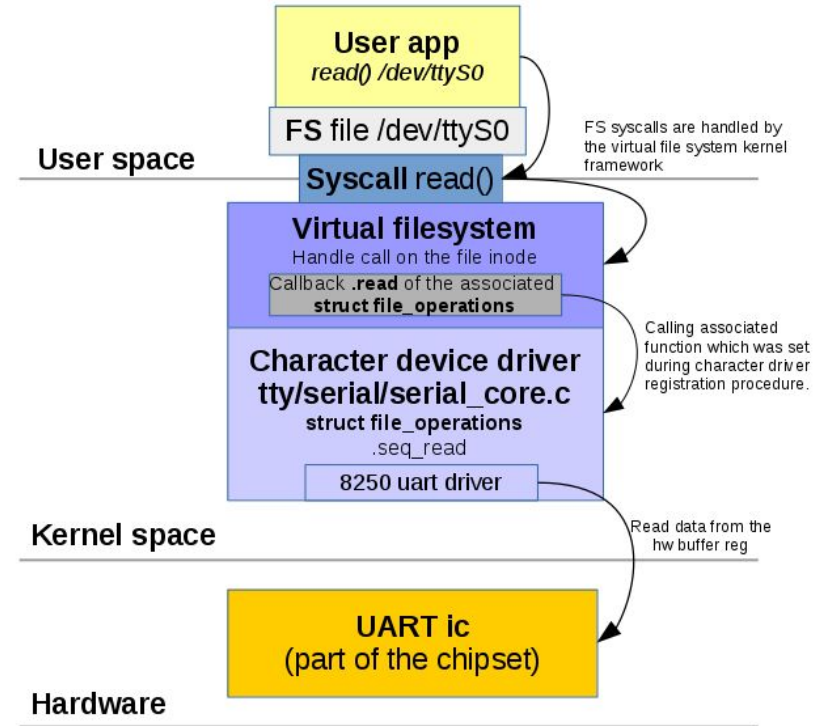 User app
read() /dev/ttyS0
FS file /dev/ttyS0
FS syscalls are handled by
the virtual file system kernel
framework
User space
Syscall read()
Virtual filesystem
Handle call on the file inode
Callback .read of the associated
struct file_operations
Calling associated
function which was set
during character driver
registration procedure.
Character device driver
tty/serial/serial_core.c
struct file_operations
.seq_read
8250 uart driver
Read data from the
hw buffer reg
Kernel space
UART ic
(part of the chipset)
Hardware